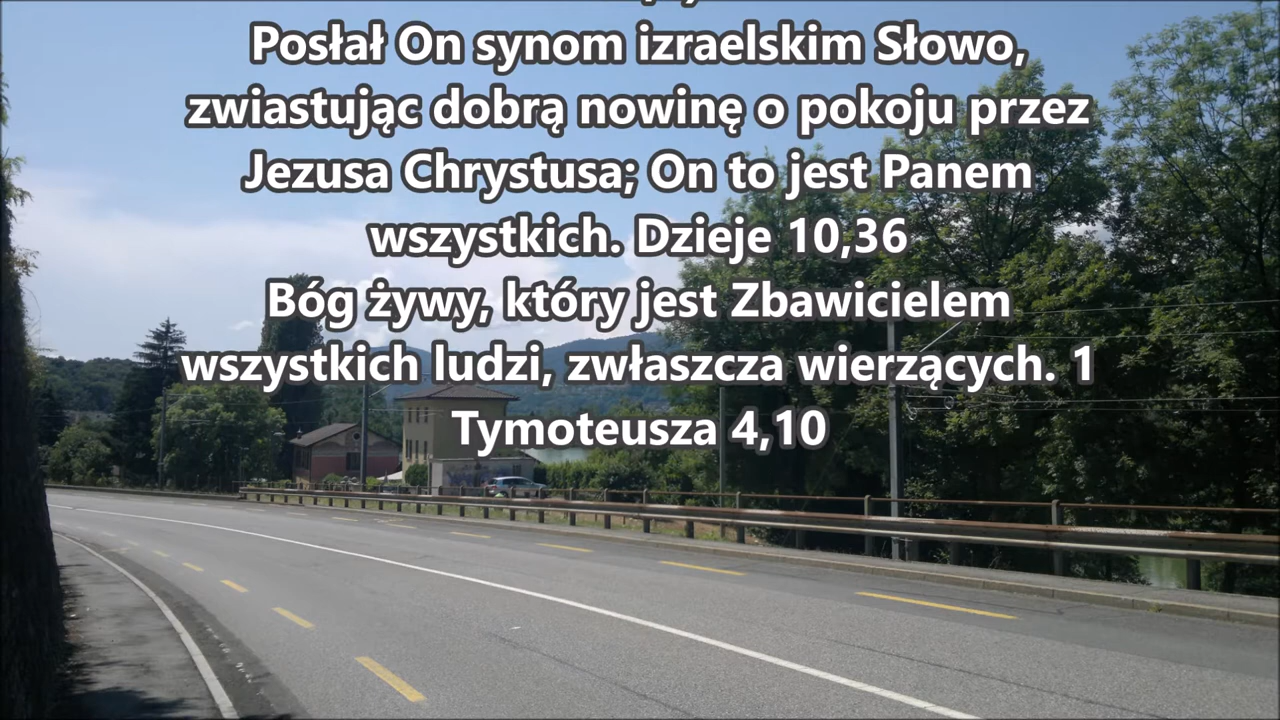 Posłał On synom izraelskim Słowo,
zwiastując dobrą nowinę o pokoju przez
Jezusa Chrystusa; On to jest Panem
wszystkich. Dzieje 10,36
Bóg żywy, który jest Zbawicielem
wszystkich ludzi, zwłaszcza wierzących. 1
Tymoteusza 4,10